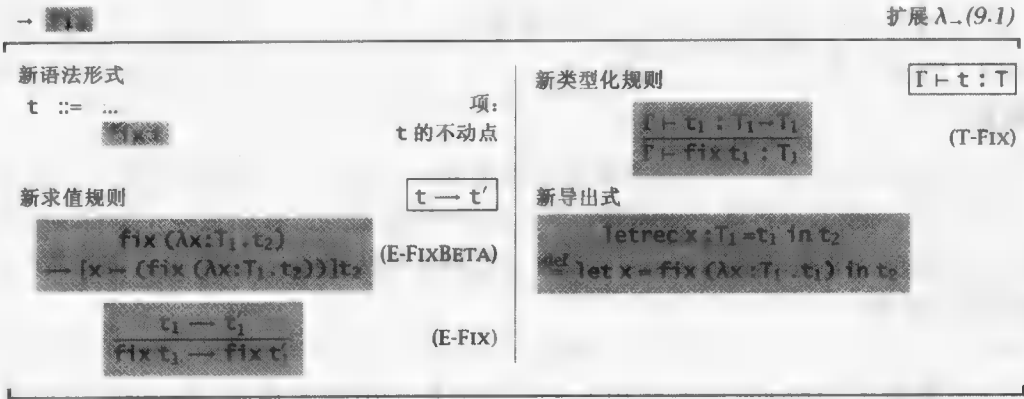 → fix 扩展 λ→(9.1)
新语法形式
t ::= ... 项:
fix t t 的不动点
新求值规则 t → t′
fix (λx:T₁.t₂)
→ [x ↦ (fix (λx:T₁.t₂))]t₂ (E-FIXBETA)
t₁ → t₁′
fix t₁ → fix t₁′ (E-FIX)
新类型化规则 Γ ⊢ t : T
Γ ⊢ t₁ : T₁→T₁
Γ ⊢ fix t₁ : T₁ (T-FIX)
新导出式
letrec x:T₁=t₁ in t₂
def= let x = fix (λx:T₁.t₁) in t₂